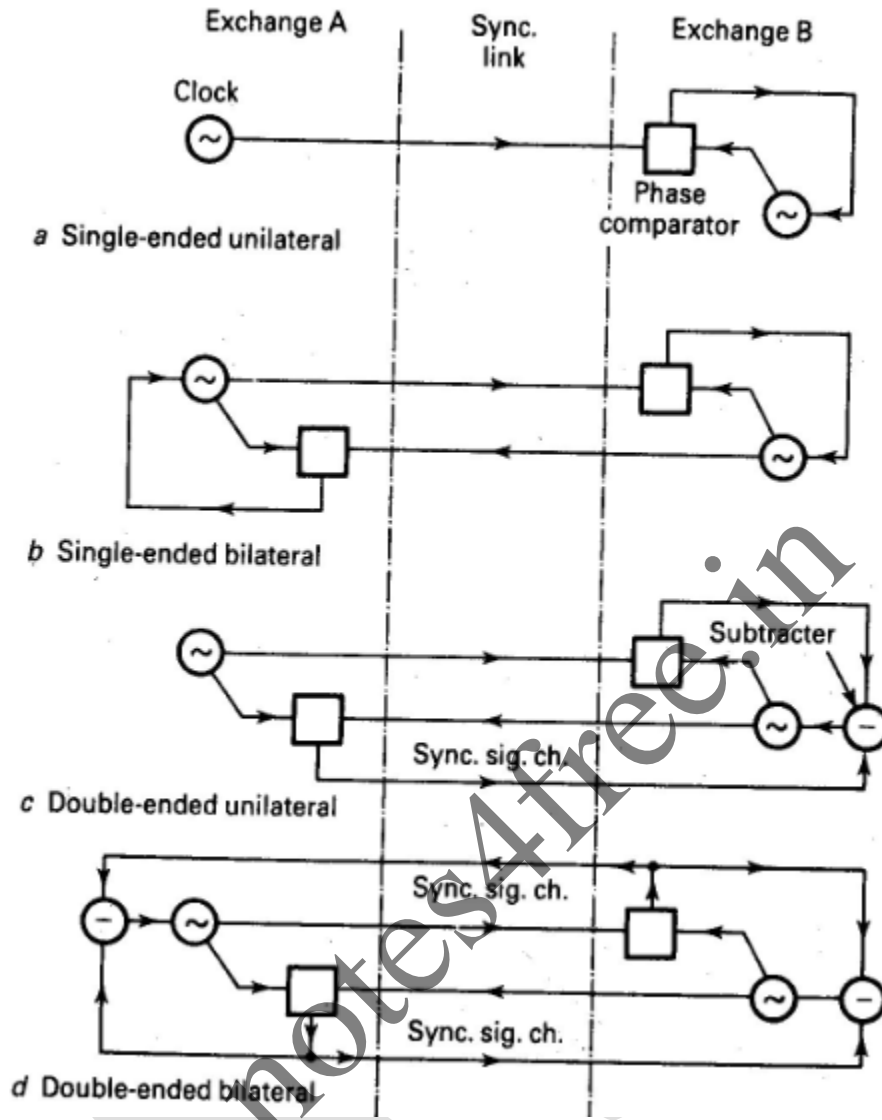 Exchange A
Sync.
link
Exchange B
Clock
Phase
comparator
a Single-ended unilateral
b Single-ended bilateral
Subtracter
Sync. sig. ch.
c Double-ended unilateral
Sync. sig. ch.
Sync. sig. ch.
d Double-ended bilateral
notes4free.in